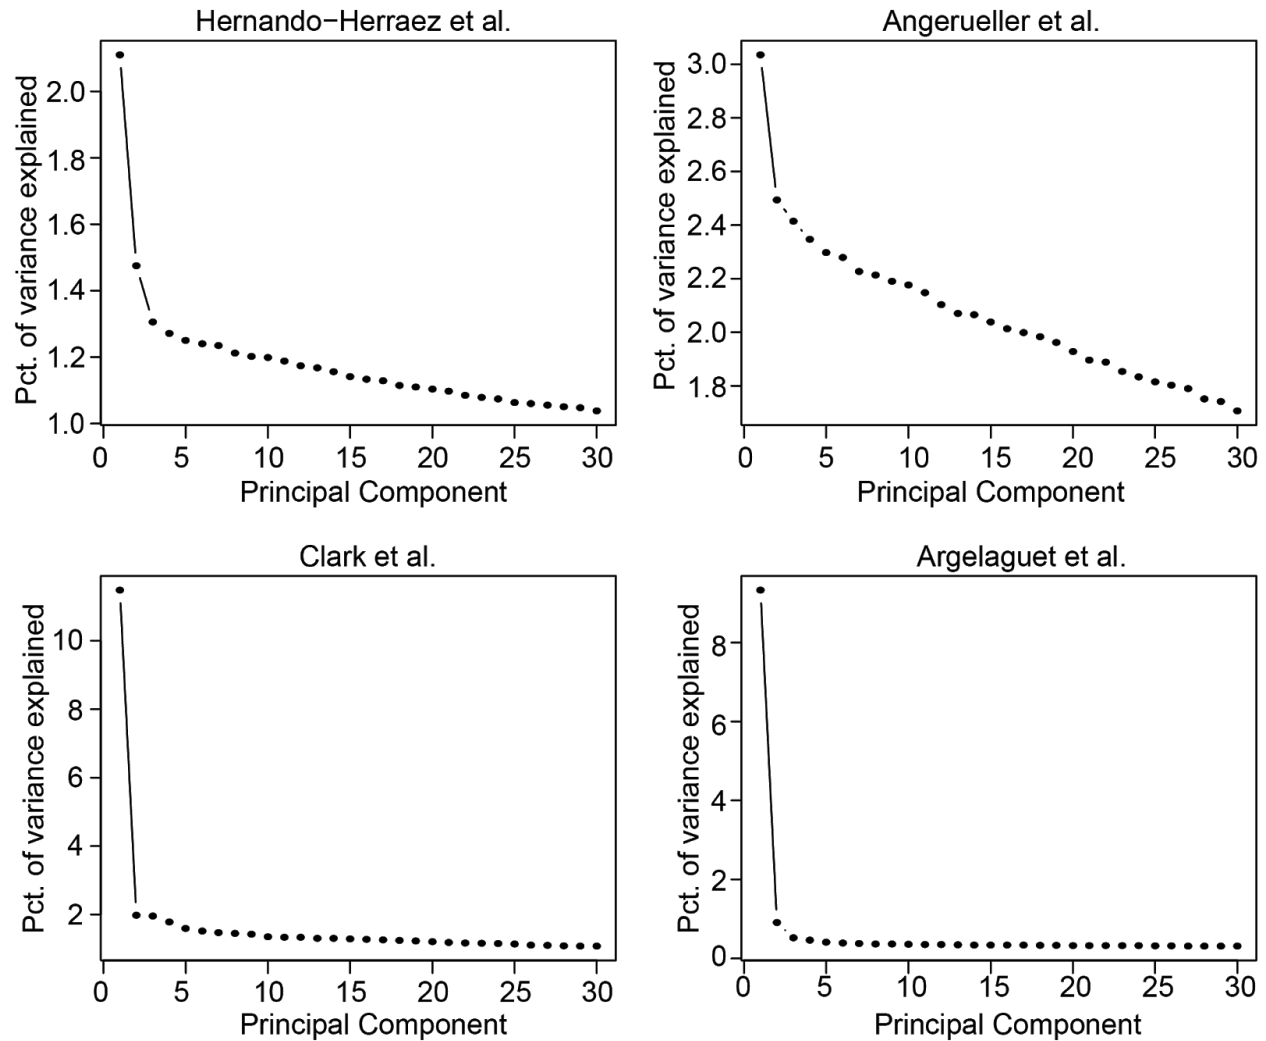 Hernando−Herraez et al.
Pct. of variance explained
2.0
1.8
1.6
1.4
1.2
1.0
0 5 10 15 20 25 30
Principal Component
Angerueller et al.
Pct. of variance explained
3.0
2.8
2.6
2.4
2.2
2.0
1.8
0 5 10 15 20 25 30
Principal Component
Clark et al.
Pct. of variance explained
10
8
6
4
2
0 5 10 15 20 25 30
Principal Component
Argelaguet et al.
Pct. of variance explained
8
6
4
2
0
0 5 10 15 20 25 30
Principal Component